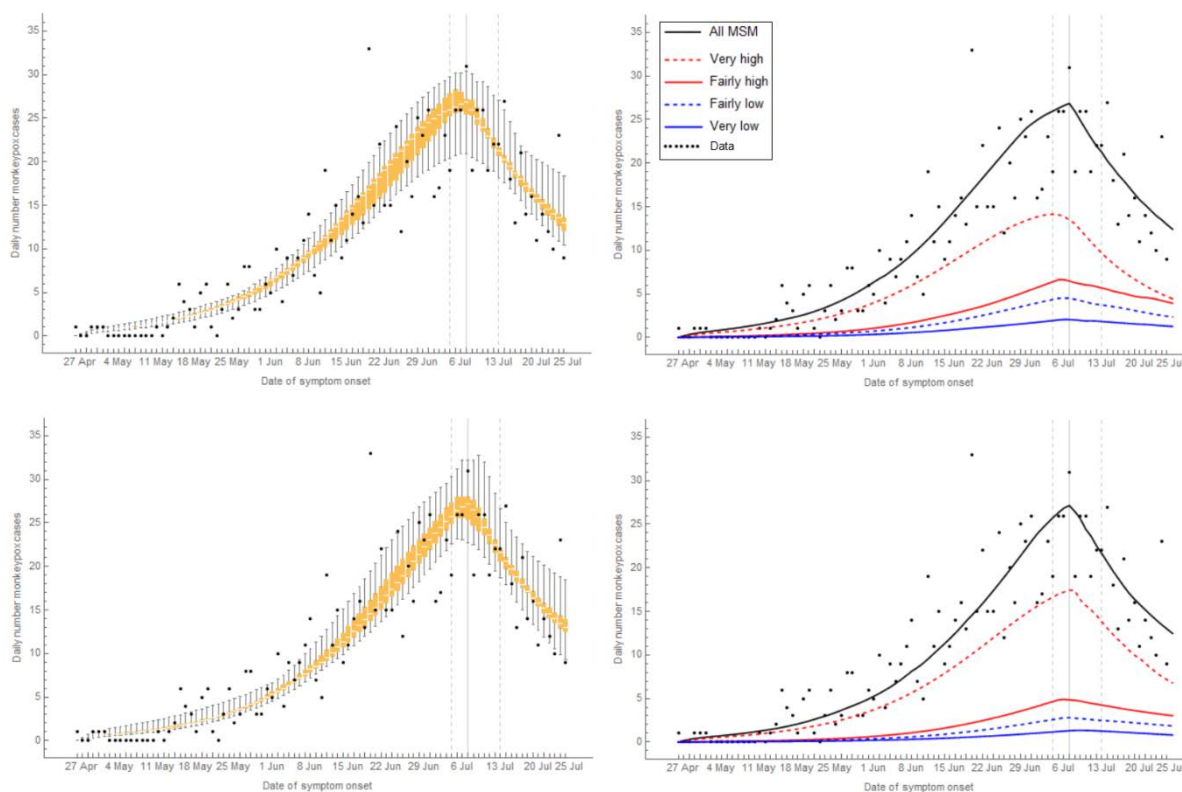 35
30
25
20
15
10
5
0
Daily number monkeypox cases
27 Apr 4 May 11 May 18 May 25 May 1 Jun 8 Jun 15 Jun 22 Jun 29 Jun 6 Jul 13 Jul 20 Jul 25 Jul
Date of symptom onset
All MSM
Very high
Fairly high
Fairly low
Very low
Data
35
30
25
20
15
10
5
0
Daily number monkeypox cases
27 Apr 4 May 11 May 18 May 25 May 1 Jun 8 Jun 15 Jun 22 Jun 29 Jun 6 Jul 13 Jul 20 Jul 25 Jul
Date of symptom onset
35
30
25
20
15
10
5
0
Daily number monkeypox cases
27 Apr 4 May 11 May 18 May 25 May 1 Jun 8 Jun 15 Jun 22 Jun 29 Jun 6 Jul 13 Jul 20 Jul 25 Jul
Date of symptom onset
35
30
25
20
15
10
5
0
Daily number monkeypox cases
27 Apr 4 May 11 May 18 May 25 May 1 Jun 8 Jun 15 Jun 22 Jun 29 Jun 6 Jul 13 Jul 20 Jul 25 Jul
Date of symptom onset